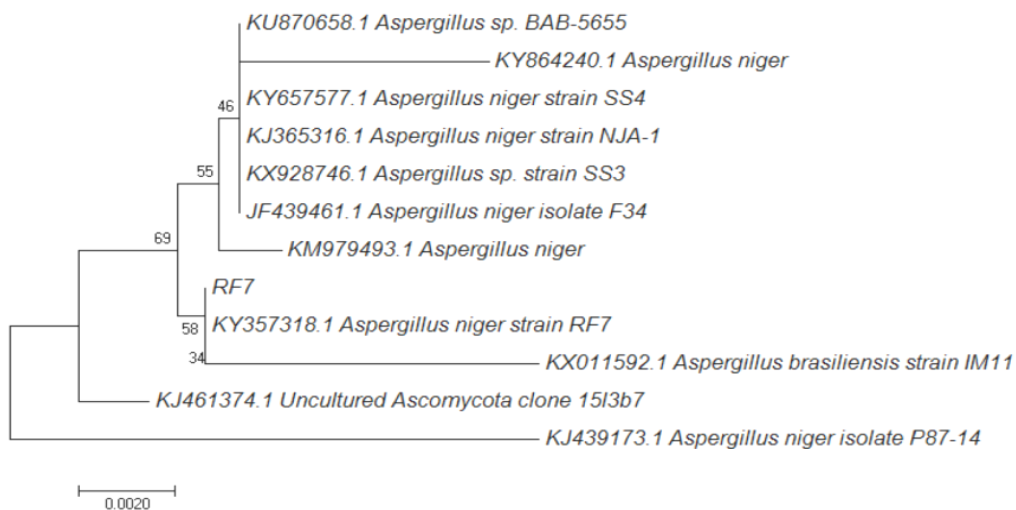 KU870658.1 Aspergillus sp. BAB-5655
KY864240.1 Aspergillus niger
46
KY657577.1 Aspergillus niger strain SS4
KJ365316.1 Aspergillus niger strain NJA-1
55
KX928746.1 Aspergillus sp. strain SS3
JF439461.1 Aspergillus niger isolate F34
69
KM979493.1 Aspergillus niger
RF7
58
KY357318.1 Aspergillus niger strain RF7
34
KX011592.1 Aspergillus brasiliensis strain IM11
KJ461374.1 Uncultured Ascomycota clone 15I3b7
KJ439173.1 Aspergillus niger isolate P87-14
0.0020